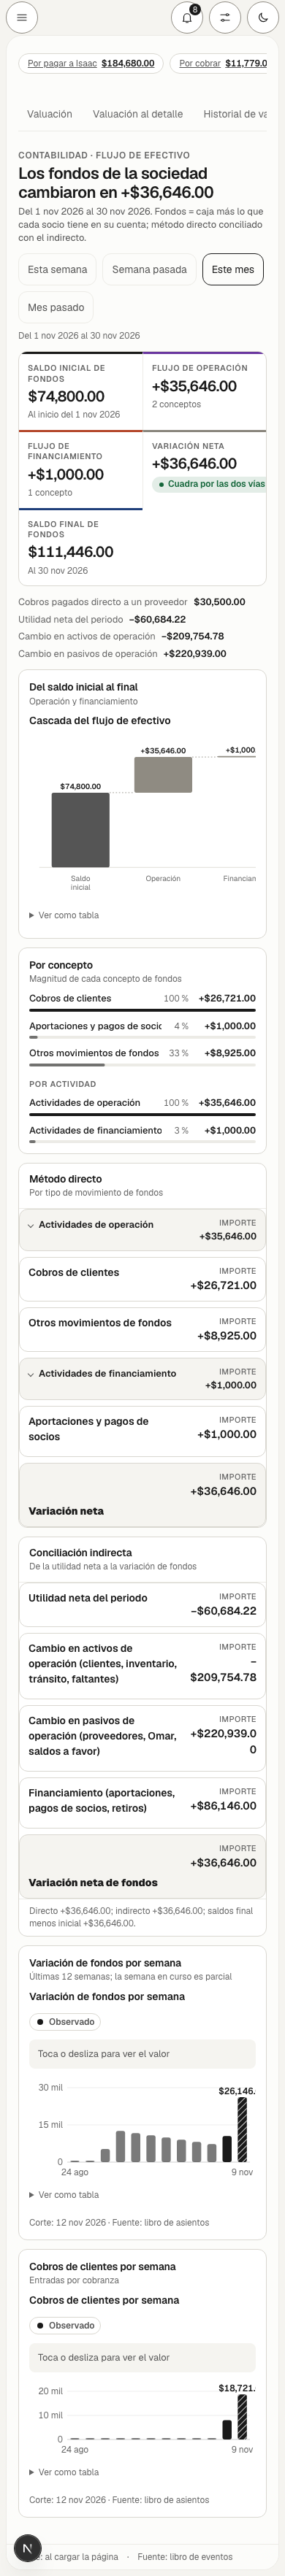 8
Por pagar a Isaac $184,680.00 Por cobrar $11,779.0
Valuación Valuación al detalle Historial de va
CONTABILIDAD · FLUJO DE EFECTIVO
Los fondos de la sociedad
cambiaron en +$36,646.00
Del 1 nov 2026 al 30 nov 2026. Fondos = caja más lo que
cada socio tiene en su cuenta; método directo conciliado
con el indirecto.
Esta semana Semana pasada Este mes
Mes pasado
Del 1 nov 2026 al 30 nov 2026
SALDO INICIAL DE
FONDOS
$74,800.00
Al inicio del 1 nov 2026
FLUJO DE OPERACIÓN
+$35,646.00
2 conceptos
FLUJO DE
FINANCIAMIENTO
+$1,000.00
1 concepto
VARIACIÓN NETA
+$36,646.00
Cuadra por las dos vías
SALDO FINAL DE
FONDOS
$111,446.00
Al 30 nov 2026
Cobros pagados directo a un proveedor $30,500.00
Utilidad neta del periodo −$60,684.22
Cambio en activos de operación −$209,754.78
Cambio en pasivos de operación +$220,939.00
Del saldo inicial al final
Operación y financiamiento
Cascada del flujo de efectivo
$74,800.00
+$35,646.00
+$1,000.
Saldo
inicial
Operación
Financian
Ver como tabla
Por concepto
Magnitud de cada concepto de fondos
Cobros de clientes 100 % +$26,721.00
Aportaciones y pagos de socic 4 % +$1,000.00
Otros movimientos de fondos 33 % +$8,925.00
POR ACTIVIDAD
Actividades de operación 100 % +$35,646.00
Actividades de financiamiento 3 % +$1,000.00
Método directo
Por tipo de movimiento de fondos
Actividades de operación IMPORTE
+$35,646.00
Cobros de clientes IMPORTE
+$26,721.00
Otros movimientos de fondos IMPORTE
+$8,925.00
Actividades de financiamiento IMPORTE
+$1,000.00
Aportaciones y pagos de
socios
IMPORTE
+$1,000.00
IMPORTE
+$36,646.00
Variación neta
Conciliación indirecta
De la utilidad neta a la variación de fondos
Utilidad neta del periodo IMPORTE
−$60,684.22
Cambio en activos de
operación (clientes, inventario,
tránsito, faltantes)
IMPORTE
−
$209,754.78
Cambio en pasivos de
operación (proveedores, Omar,
saldos a favor)
IMPORTE
+$220,939.0
0
Financiamiento (aportaciones,
pagos de socios, retiros)
IMPORTE
+$86,146.00
IMPORTE
+$36,646.00
Variación neta de fondos
Directo +$36,646.00; indirecto +$36,646.00; saldos final
menos inicial +$36,646.00.
Variación de fondos por semana
Últimas 12 semanas; la semana en curso es parcial
Variación de fondos por semana
Observado
Toca o desliza para ver el valor
30 mil
$26,146.
15 mil
0
24 ago 9 nov
Ver como tabla
Corte: 12 nov 2026 · Fuente: libro de asientos
Cobros de clientes por semana
Entradas por cobranza
Cobros de clientes por semana
Observado
Toca o desliza para ver el valor
20 mil
$18,721.
10 mil
0
24 ago 9 nov
Ver como tabla
Corte: 12 nov 2026 · Fuente: libro de asientos
N
al cargar la página · Fuente: libro de eventos